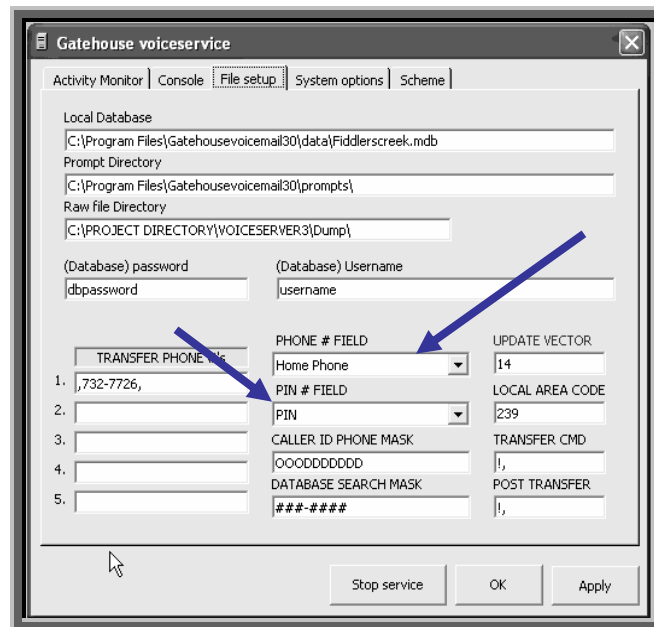 Gatehouse voiceservice
Activity Monitor Console File setup System options Scheme
Local Database
C:\Program Files\Gatehousevoicemail30\data\Fiddlerscreek.mdb
Prompt Directory
C:\Program Files\Gatehousevoicemail30\prompts\
Raw file Directory
C:\PROJECT DIRECTORY\VOICESERVER3\Dump\
(Database) password (Database) Username
dbpassword username
PHONE # FIELD UPDATE VECTOR
TRANSFER PHONE #'s Home Phone 14
1. ,732-7726, PIN # FIELD LOCAL AREA CODE
2. PIN 239
3. CALLER ID PHONE MASK TRANSFER CMD
4. OOODDDDDDD !,
DATABASE SEARCH MASK POST TRANSFER
5. ###-#### !,
Stop service OK Apply